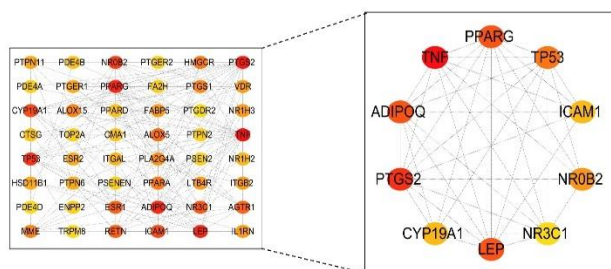 PTPN11 PDE4B NR0B2 PTGER2 HMGCR PTGS2
PDE4A PTGER1 PPARG FA2H PTGS1 VDR
CYP19A1 ALOX15 PPARD FABP5 PTGDR2 NR1H3
CTSG TOP2A CMA1 ALOX5 PTPN2 TNF
TP53 ESR2 ITGAL PLA2G4A PSEN2 NR1H2
HSD11B1 PTPN6 PSENEN PPARA LTB4R ITGB2
PDE4D ENPP2 ESR1 ADIPOQ NR3C1 AGTR1
MME TRPM8 RETN ICAM1 LEP IL1RN
PPARG
TNF TP53
ADIPOQ ICAM1
PTGS2 NR0B2
CYP19A1 NR3C1
LEP